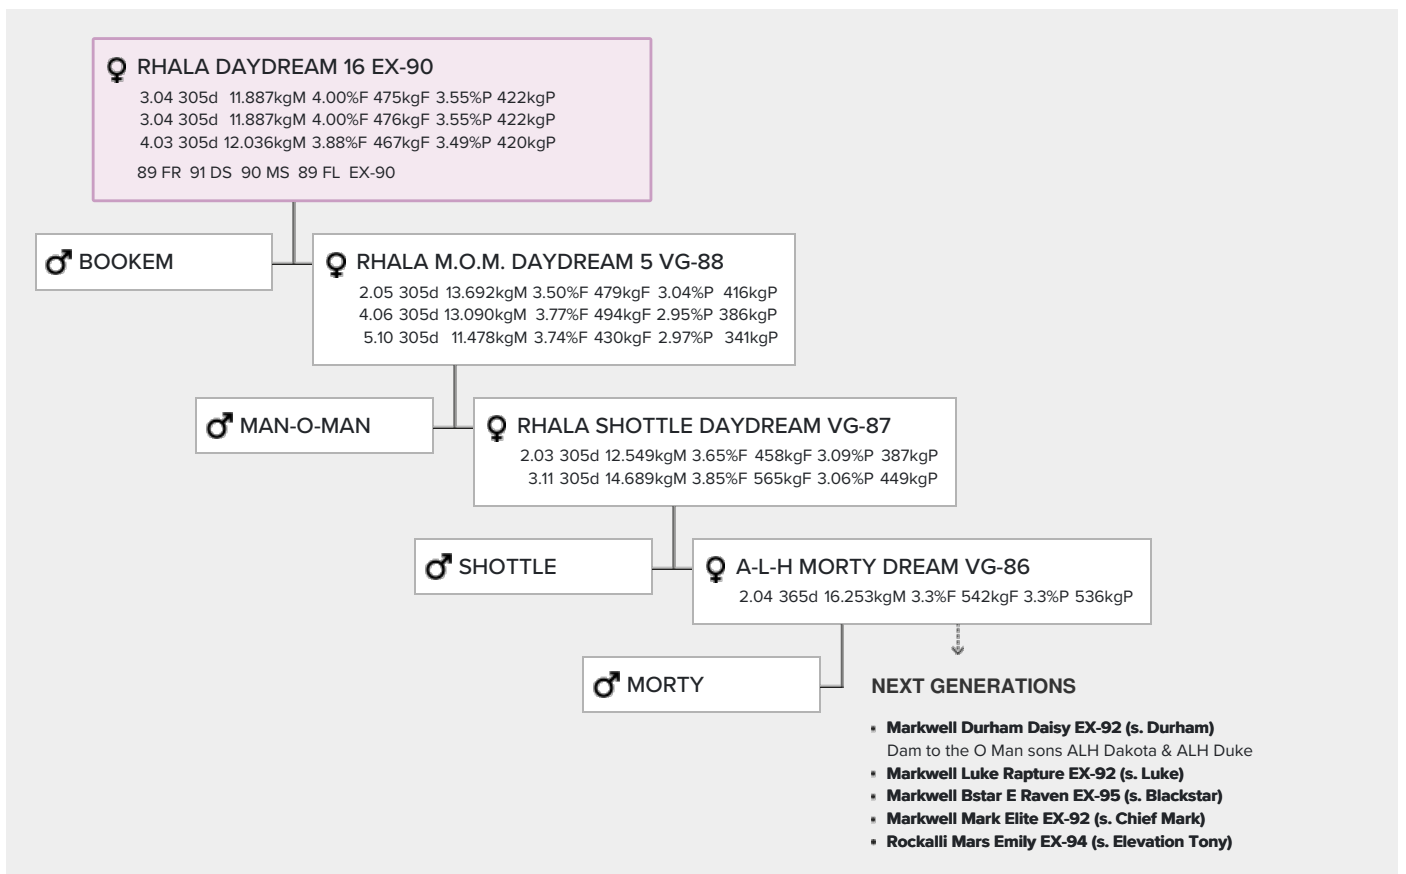 RHALA DAYDREAM 16 EX-90
3.04 305d 11.887kgM 4.00%F 475kgF 3.55%P 422kgP
3.04 305d 11.887kgM 4.00%F 476kgF 3.55%P 422kgP
4.03 305d 12.036kgM 3.88%F 467kgF 3.49%P 420kgP
89 FR 91 DS 90 MS 89 FL EX-90
BOOKEM
RHALA M.O.M. DAYDREAM 5 VG-88
2.05 305d 13.692kgM 3.50%F 479kgF 3.04%P 416kgP
4.06 305d 13.090kgM 3.77%F 494kgF 2.95%P 386kgP
5.10 305d 11.478kgM 3.74%F 430kgF 2.97%P 341kgP
MAN-O-MAN
RHALA SHOTTLE DAYDREAM VG-87
2.03 305d 12.549kgM 3.65%F 458kgF 3.09%P 387kgP
3.11 305d 14.689kgM 3.85%F 565kgF 3.06%P 449kgP
SHOTTLE
A-L-H MORTY DREAM VG-86
2.04 365d 16.253kgM 3.3%F 542kgF 3.3%P 536kgP
MORTY
NEXT GENERATIONS
▪ Markwell Durham Daisy EX-92 (s. Durham)
Dam to the O Man sons ALH Dakota & ALH Duke
▪ Markwell Luke Rapture EX-92 (s. Luke)
▪ Markwell Bstar E Raven EX-95 (s. Blackstar)
▪ Markwell Mark Elite EX-92 (s. Chief Mark)
▪ Rockalli Mars Emily EX-94 (s. Elevation Tony)